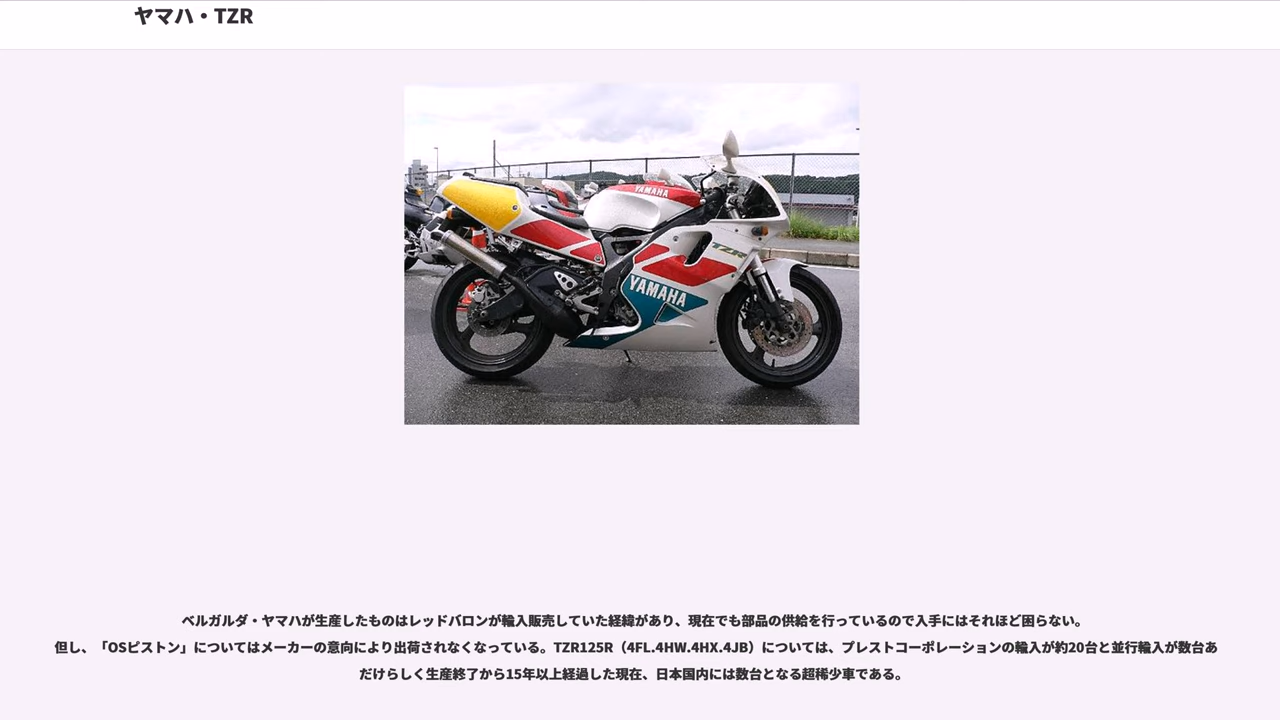 ヤマハ・TZR
YAMAHA
TZR
YAMAHA
ベルガルダ・ヤマハが生産したものはレッドバロンが輸入販売していた経緯があり、現在でも部品の供給を行っているので入手にはそれほど困らない。
但し、「OSピストン」についてはメーカーの意向により出荷されなくなっている。TZR125R（4FL.4HW.4HX.4JB）については、プレストコーポレーションの輸入が約20台と並行輸入が数台あ
だけらしく生産終了から15年以上経過した現在、日本国内には数台となる超稀少車である。